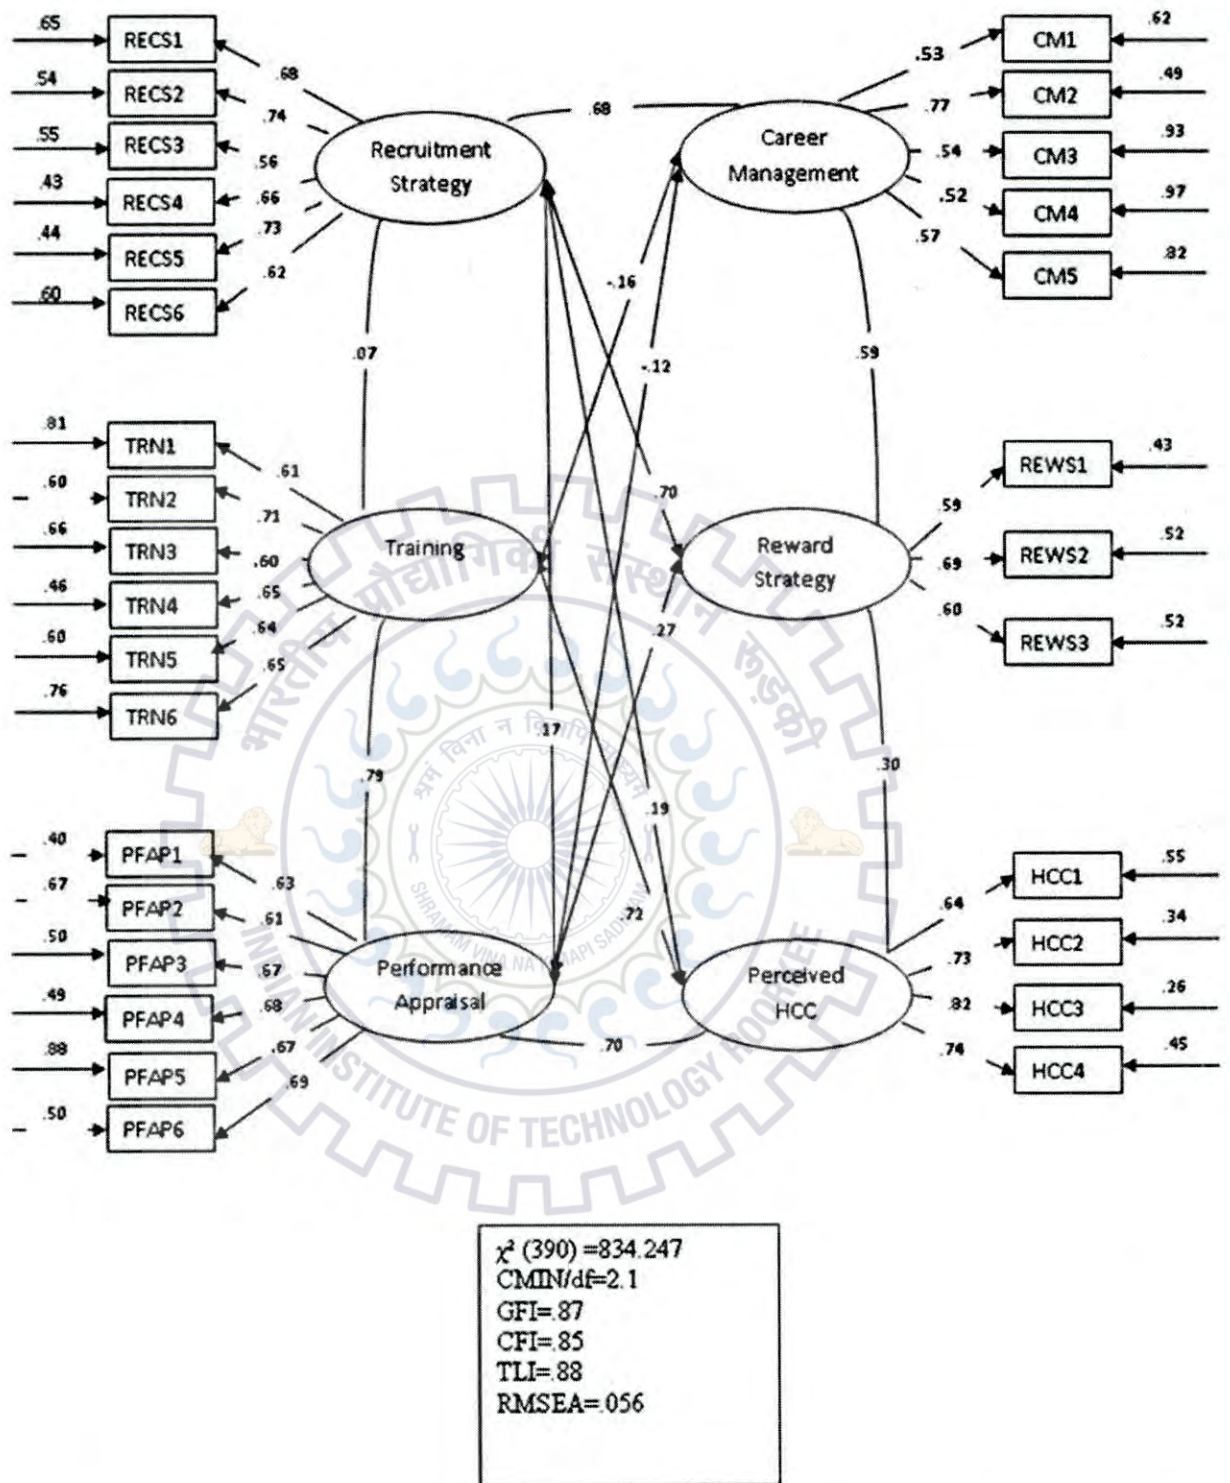 .65
RECS1
.68
.54
RECS2
.74
.55
RECS3
.56
.43
RECS4
.66
.44
RECS5
.73
.60
RECS6
.62
Recruitment
Strategy
.68
Career
Management
.53
CM1
.62
.77
CM2
.49
.54
CM3
.93
.52
CM4
.97
.57
CM5
.82
.07
-.16
-.12
.59
.81
TRN1
.61
.60
TRN2
.71
.66
TRN3
.60
.46
TRN4
.65
.60
TRN5
.64
.76
TRN6
.65
Training
.70
Reward
Strategy
.59
REWS1
.43
.69
REWS2
.52
.60
REWS3
.52
.27
.79
.17
.19
.72
.30
.40
PFAP1
.63
.67
PFAP2
.61
.50
PFAP3
.67
.49
PFAP4
.68
.88
PFAP5
.67
.50
PFAP6
.69
Performance
Appraisal
.70
Perceived
HCC
.64
HCC1
.55
.73
HCC2
.34
.82
HCC3
.26
.74
HCC4
.45
भारतीय प्रौद्योगिकी संस्थान रूड़की
श्रमं विना न
INDIAN INSTITUTE OF TECHNOLOGY ROORKEE
χ² (390) =834.247
CMIN/df=2.1
GFI=.87
CFI=.85
TLI=.88
RMSEA=.056